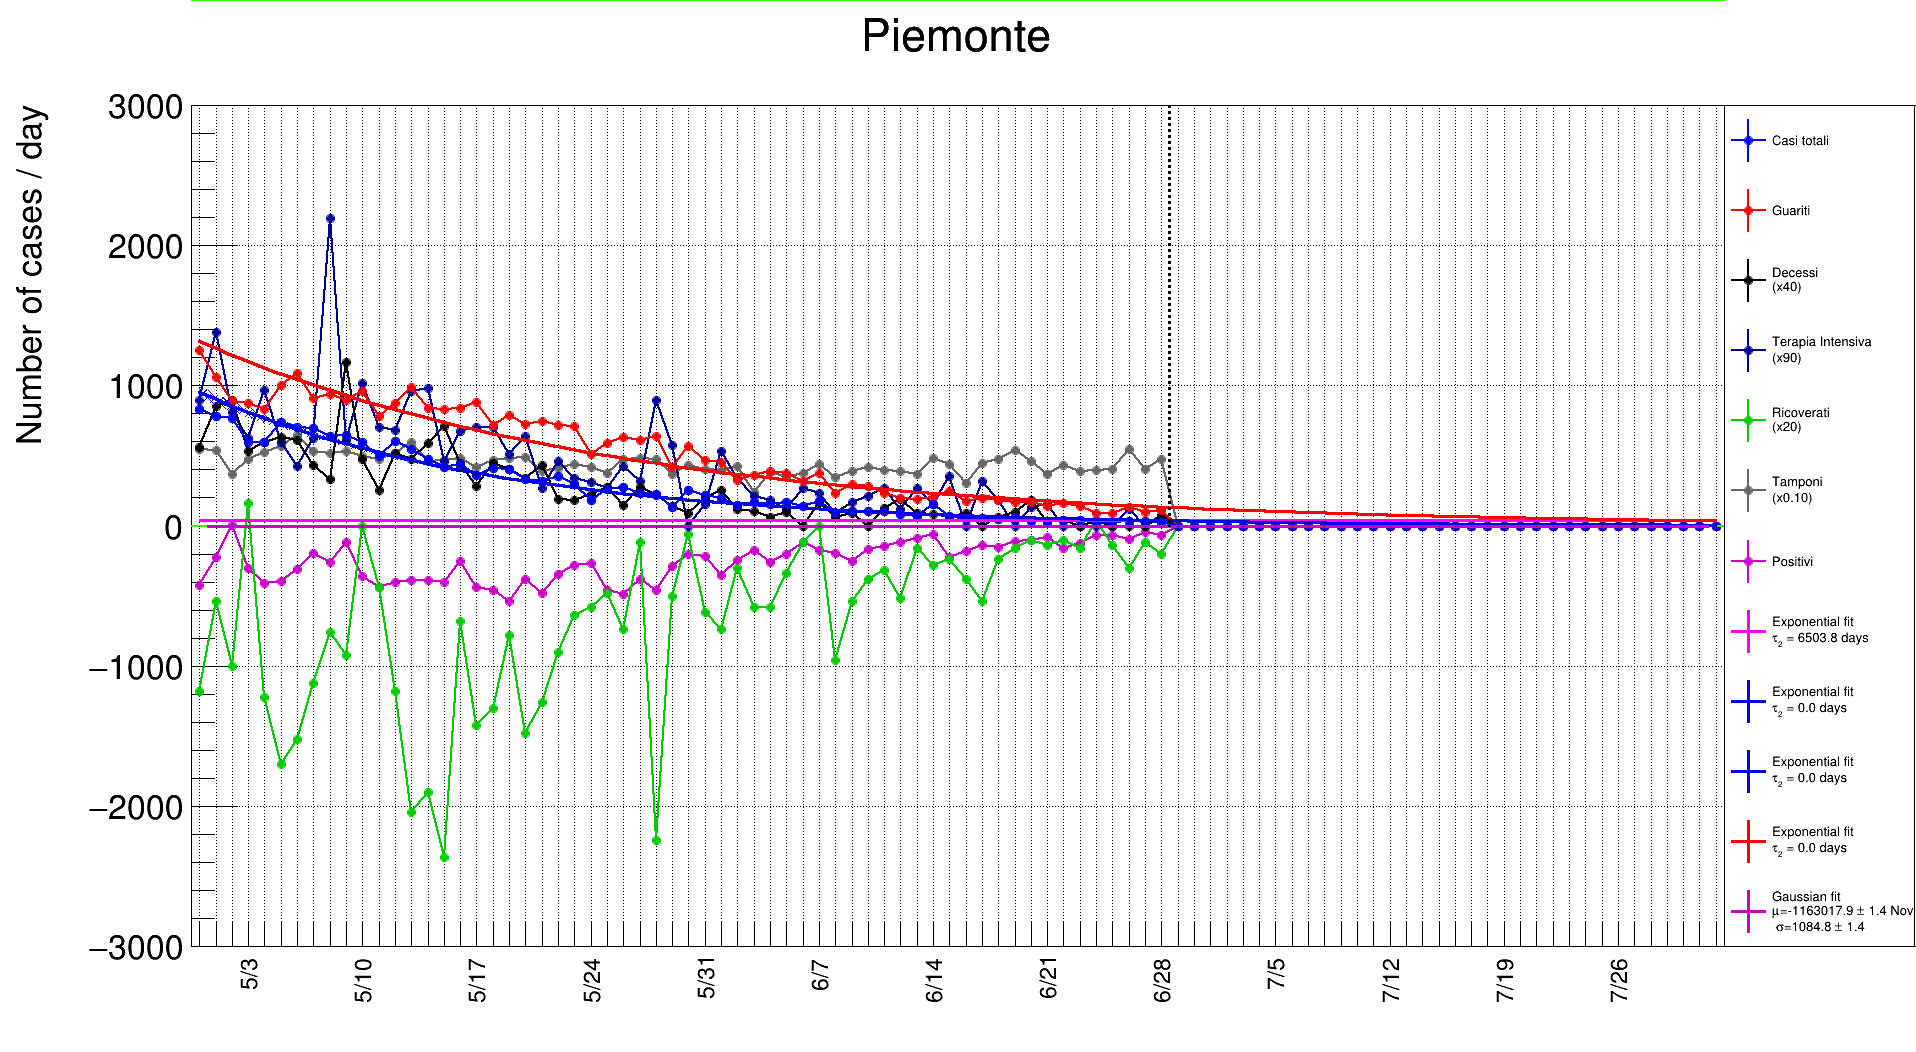 Piemonte
Number of cases / day
3000
2000
1000
0
−1000
−2000
−3000
5/3
5/10
5/17
5/24
5/31
6/7
6/14
6/21
6/28
7/5
7/12
7/19
7/26
Casi totali
Guariti
Decessi
(x40)
Terapia Intensiva
(x90)
Ricoverati
(x20)
Tamponi
(x0.10)
Positivi
Exponential fit
τ2 = 6503.8 days
Exponential fit
τ2 = 0.0 days
Exponential fit
τ2 = 0.0 days
Exponential fit
τ2 = 0.0 days
Gaussian fit
μ=-1163017.9 ± 1.4 Nov
σ=1084.8 ± 1.4